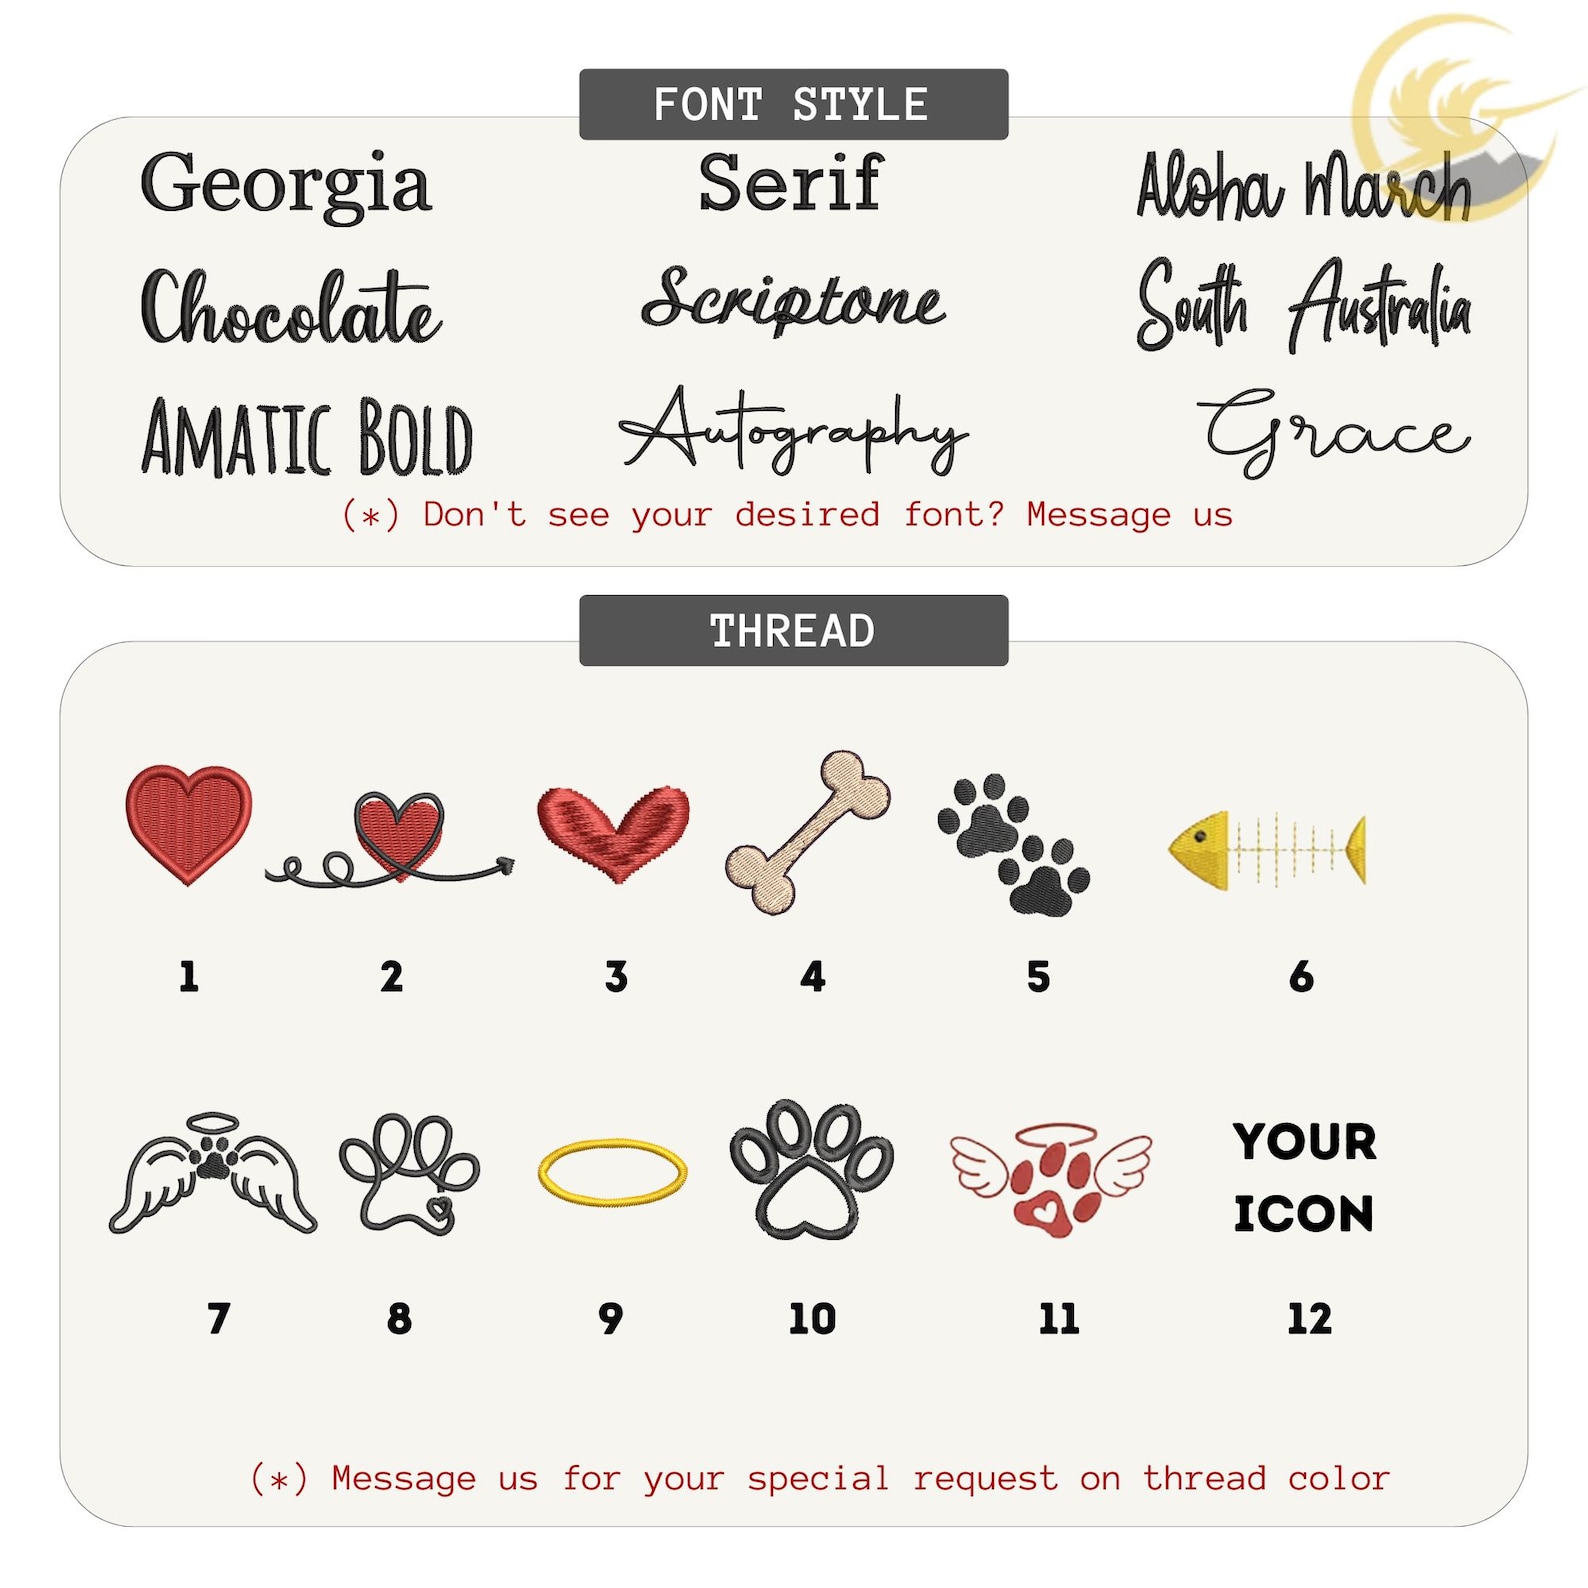 FONT STYLE
Georgia Serif Aloha March
Chocolate Scriptone South Australia
AMATIC BOLD Autography Grace
(*) Don't see your desired font? Message us
THREAD
1 2 3 4 5 6
YOUR
ICON
7 8 9 10 11 12
(*) Message us for your special request on thread color